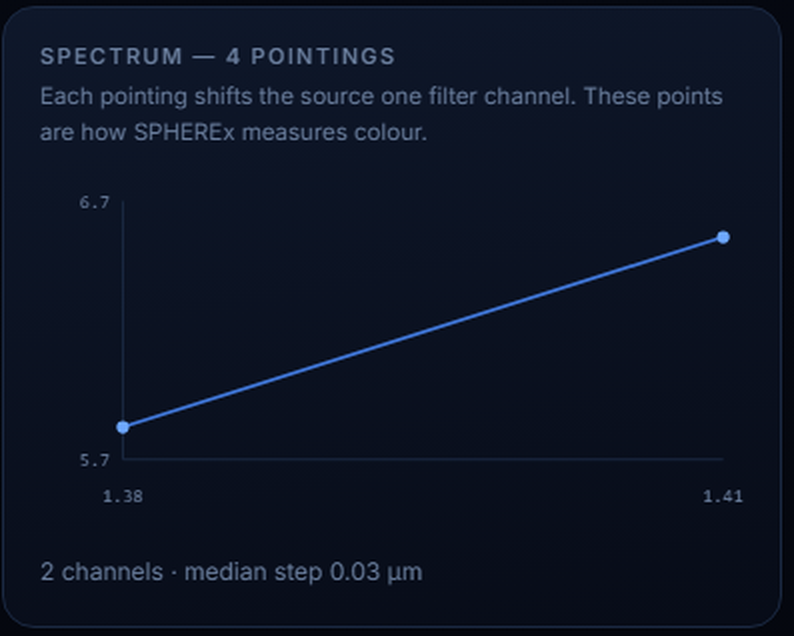 SPECTRUM — 4 POINTINGS
Each pointing shifts the source one filter channel. These points
are how SPHEREx measures colour.
6.7
5.7
1.38 1.41
2 channels · median step 0.03 µm